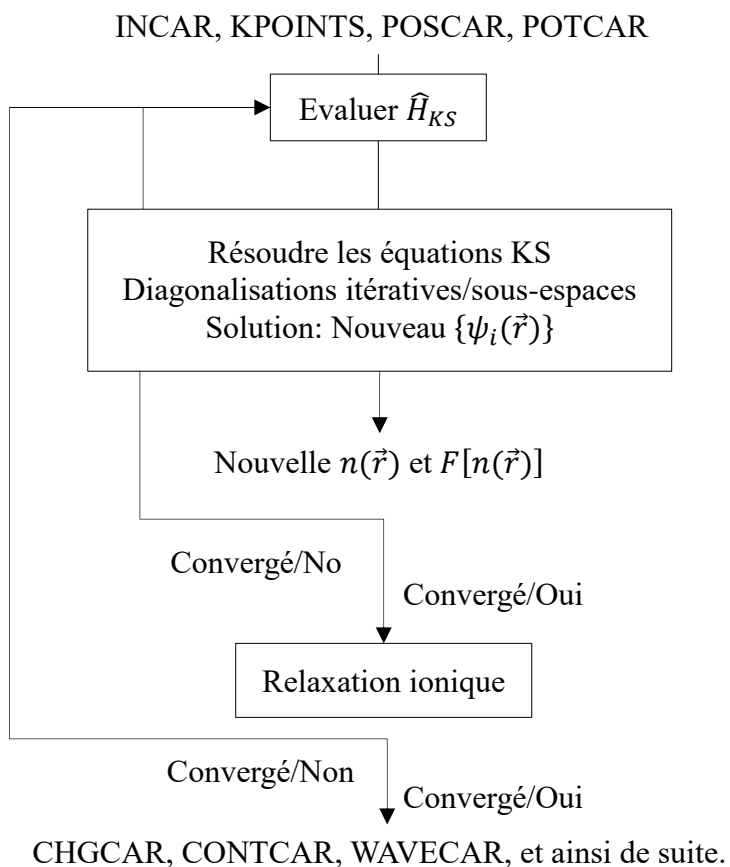 INCAR, KPOINTS, POSCAR, POTCAR
Evaluer Ĥ_KS
Résoudre les équations KS
Diagonalisations itératives/sous-espaces
Solution: Nouveau {ψ_i(r⃗)}
Nouvelle n(r⃗) et F[n(r⃗)]
Convergé/No
Convergé/Oui
Relaxation ionique
Convergé/Non
Convergé/Oui
CHGCAR, CONTCAR, WAVECAR, et ainsi de suite.